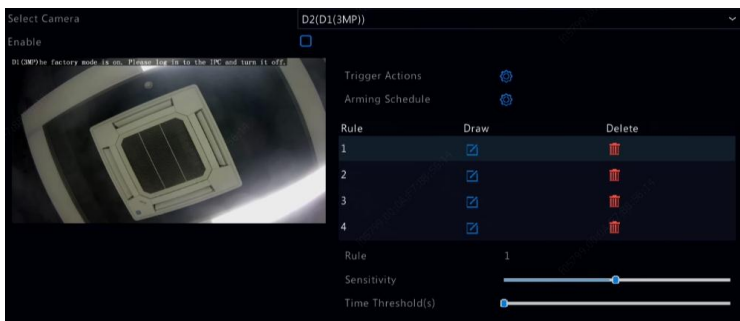 Select Camera D2(D1(3MP))
Enable
D1(3MP)be factory mode is on. Please log in to the IPC and turn it off.
Trigger Actions
Arming Schedule
Rule Draw Delete
1
2
3
4
Rule 1
Sensitivity
Time Threshold(s)